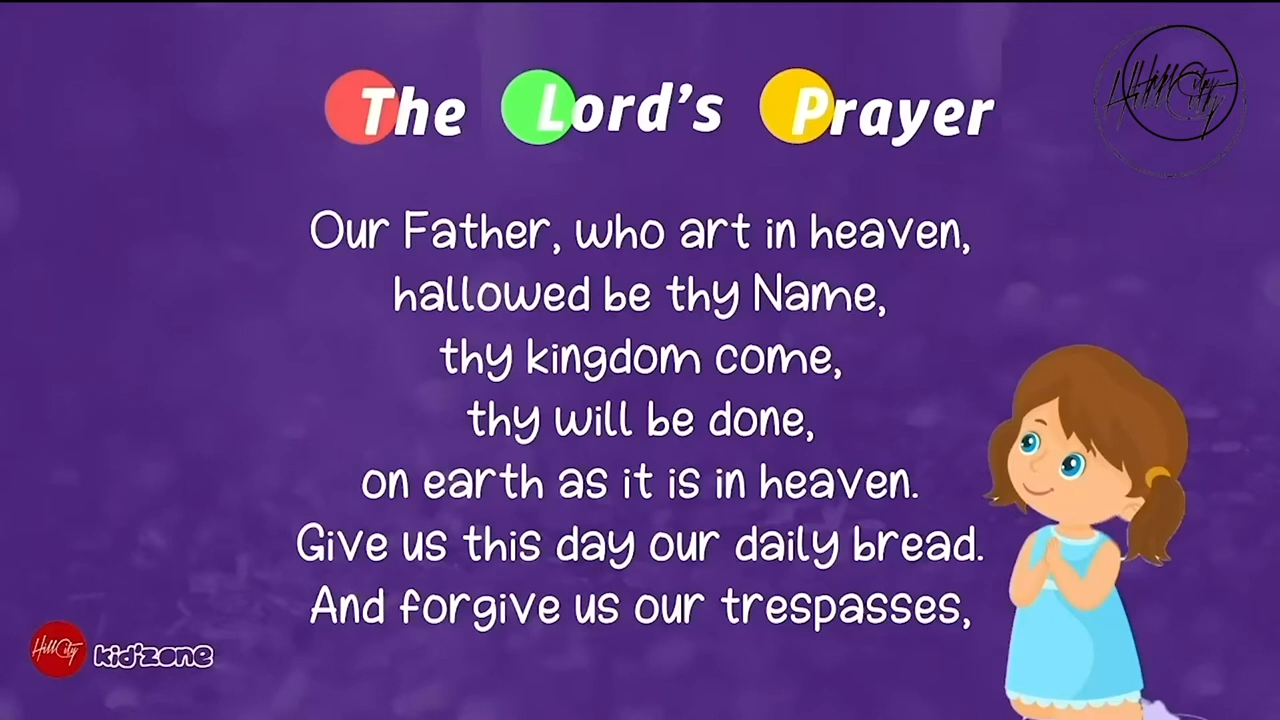 The Lord's Prayer
HillCity
Our Father, who art in heaven,
hallowed be thy Name,
thy kingdom come,
thy will be done,
on earth as it is in heaven.
Give us this day our daily bread.
And forgive us our trespasses,
HillCity kid'zone